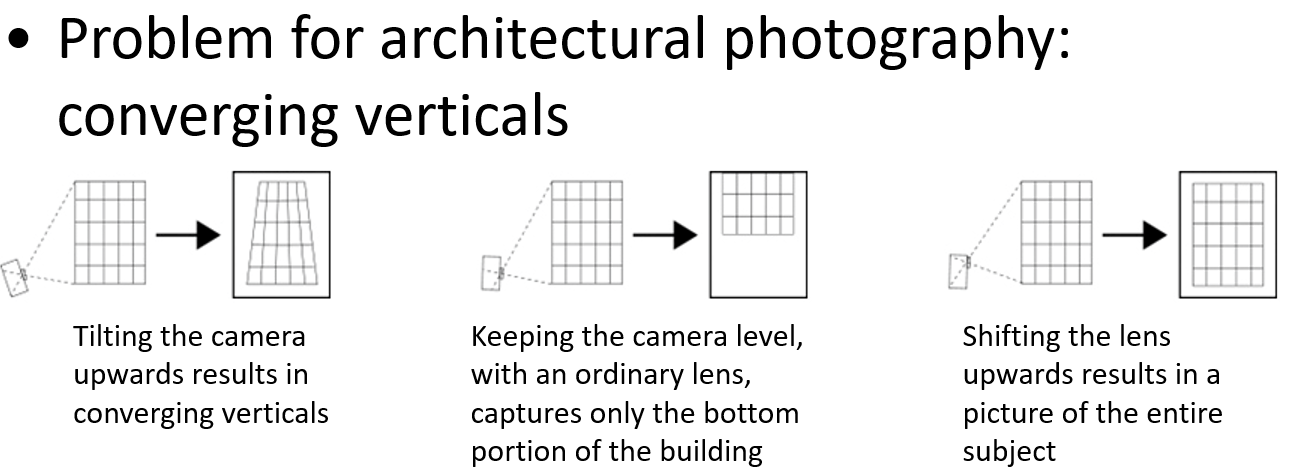 • Problem for architectural photography:
converging verticals
Tilting the camera
upwards results in
converging verticals
Keeping the camera level,
with an ordinary lens,
captures only the bottom
portion of the building
Shifting the lens
upwards results in a
picture of the entire
subject